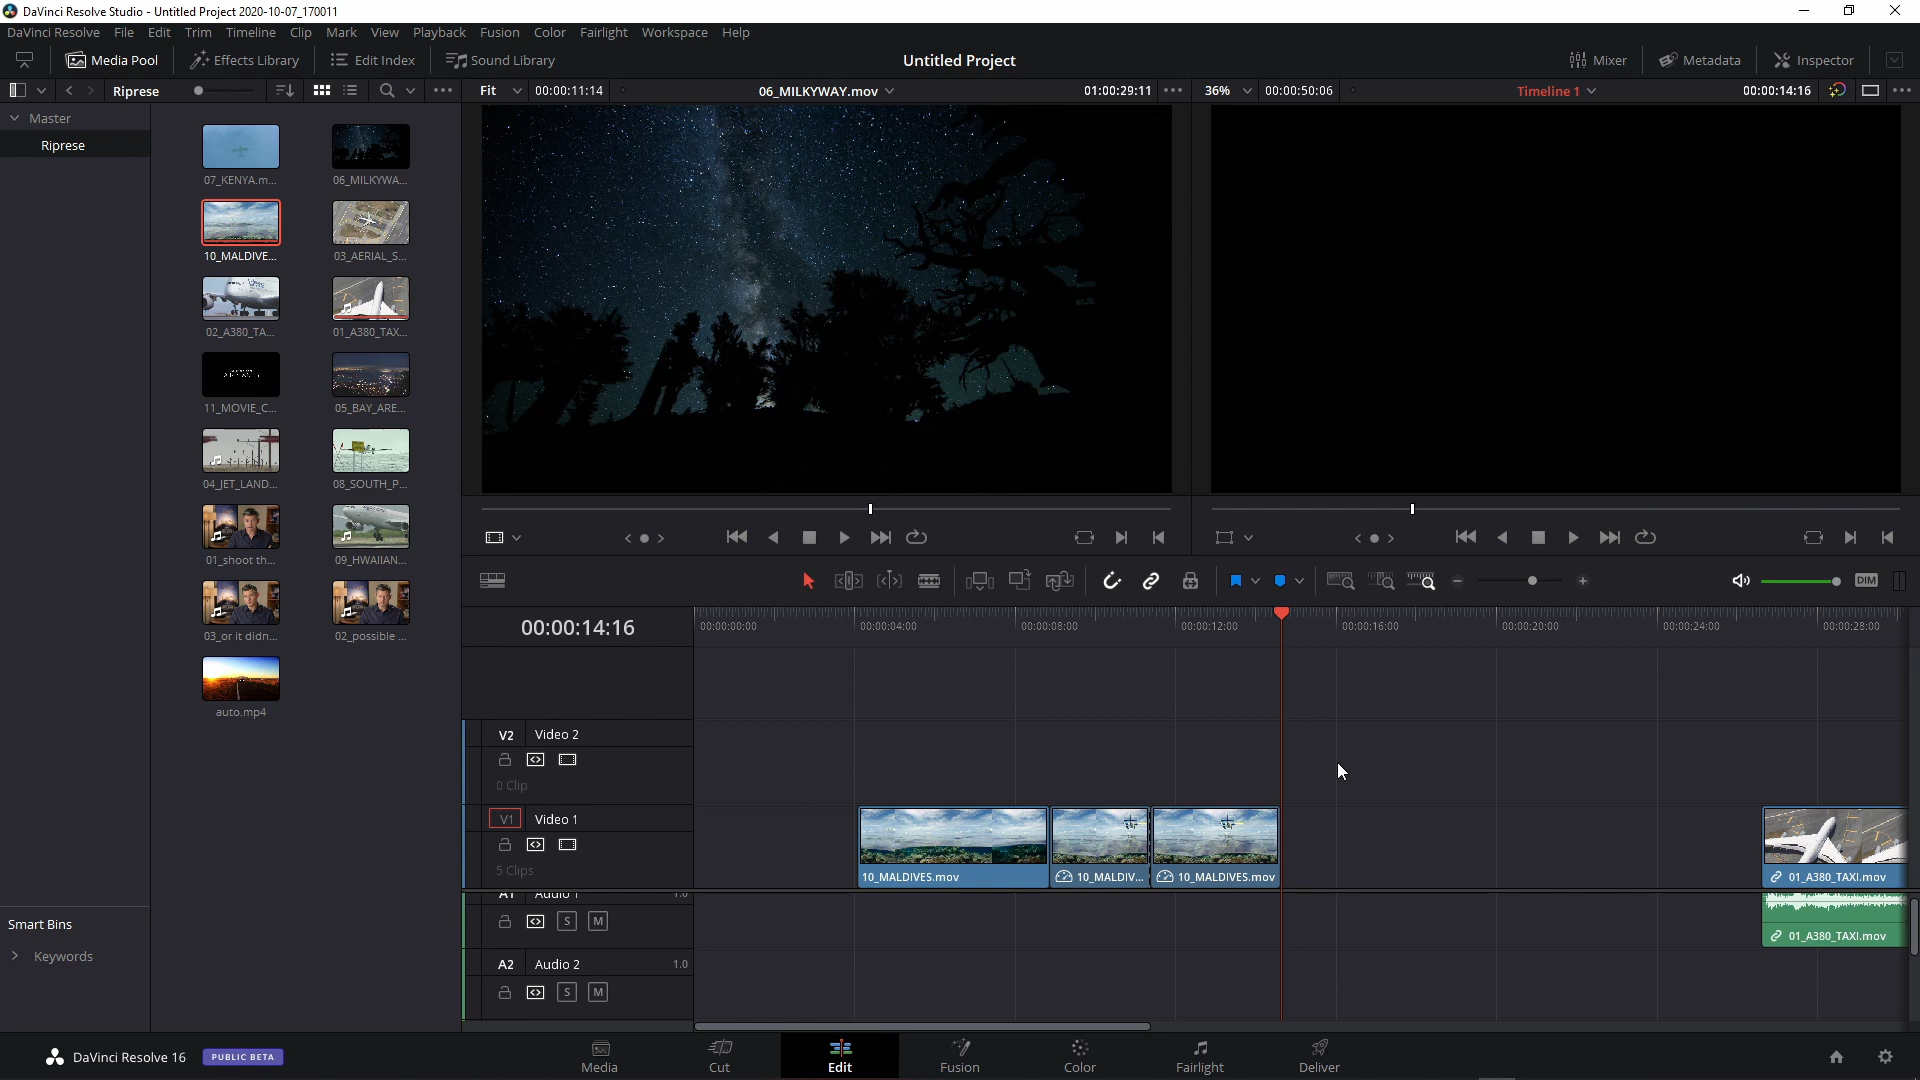 DaVinci Resolve Studio - Untitled Project 2020-10-07_170011
DaVinci Resolve File Edit Trim Timeline Clip Mark View Playback Fusion Color Fairlight Workspace Help
Media Pool Effects Library Edit Index Sound Library Untitled Project Mixer Metadata Inspector
Riprese Fit 00:00:11:14 06_MILKYWAY.mov 01:00:29:11 36% 00:00:50:06 Timeline 1 00:00:14:16
Master
Riprese
07_KENYA.m... 06_MILKYWA...
10_MALDIVE... 03_AERIAL_S...
02_A380_TA... 01_A380_TAX...
11_MOVIE_C... 05_BAY_ARE...
04_JET_LAND... 08_SOUTH_P...
01_shoot th... 09_HWAIIAN...
03_or it didn... 02_possible ...
auto.mp4
DIM
00:00:14:16 00:00:00:00 00:00:04:00 00:00:08:00 00:00:12:00 00:00:16:00 00:00:20:00 00:00:24:00 00:00:28:00
V2 Video 2
0 Clip
V1 Video 1
5 Clips
10_MALDIVES.mov 10_MALDIV... 10_MALDIVES.mov 01_A380_TAXI.mov
A1 Audio 1 1.0
S M
01_A380_TAXI.mov
A2 Audio 2 1.0
S M
Smart Bins
Keywords
DaVinci Resolve 16 PUBLIC BETA
Media Cut Edit Fusion Color Fairlight Deliver